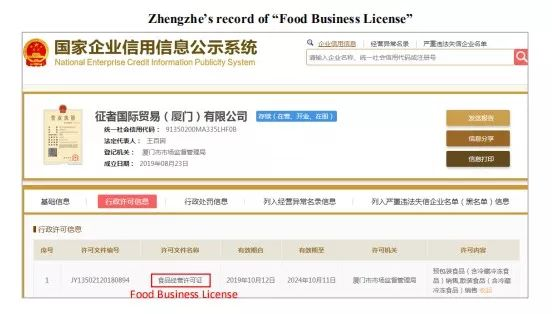 Zhengzhe's record of “Food Business License”
国家企业信用信息公示系统
National Enterprise Credit Information Publicity System
企业信用信息 | 经营异常名录 | 严重违法失信企业名单
请输入企业名称、统一社会信用代码或注册号
征者国际贸易（厦门）有限公司 存续（在营、开业、在册）
统一社会信用代码： 91350200MA335LHF0B
法定代表人： 王百网
登记机关： 厦门市市场监督管理局
成立日期： 2019年08月23日
发送报告
信息分享
信息打印
营业执照
基础信息 行政许可信息 行政处罚信息 列入经营异常名录信息 列入严重违法失信企业名单（黑名单）信息
行政许可信息
序号 许可文件编号 许可文件名称 有效期自 有效期至 许可机关 许可内容
1 JY13502120180894 食品经营许可证 2019年10月12日 2024年10月11日 厦门市市场监督管理局 预包装食品（含冷藏冷冻食品）销售,散装食品（含冷藏冷冻食品）销售 收起
Food Business License